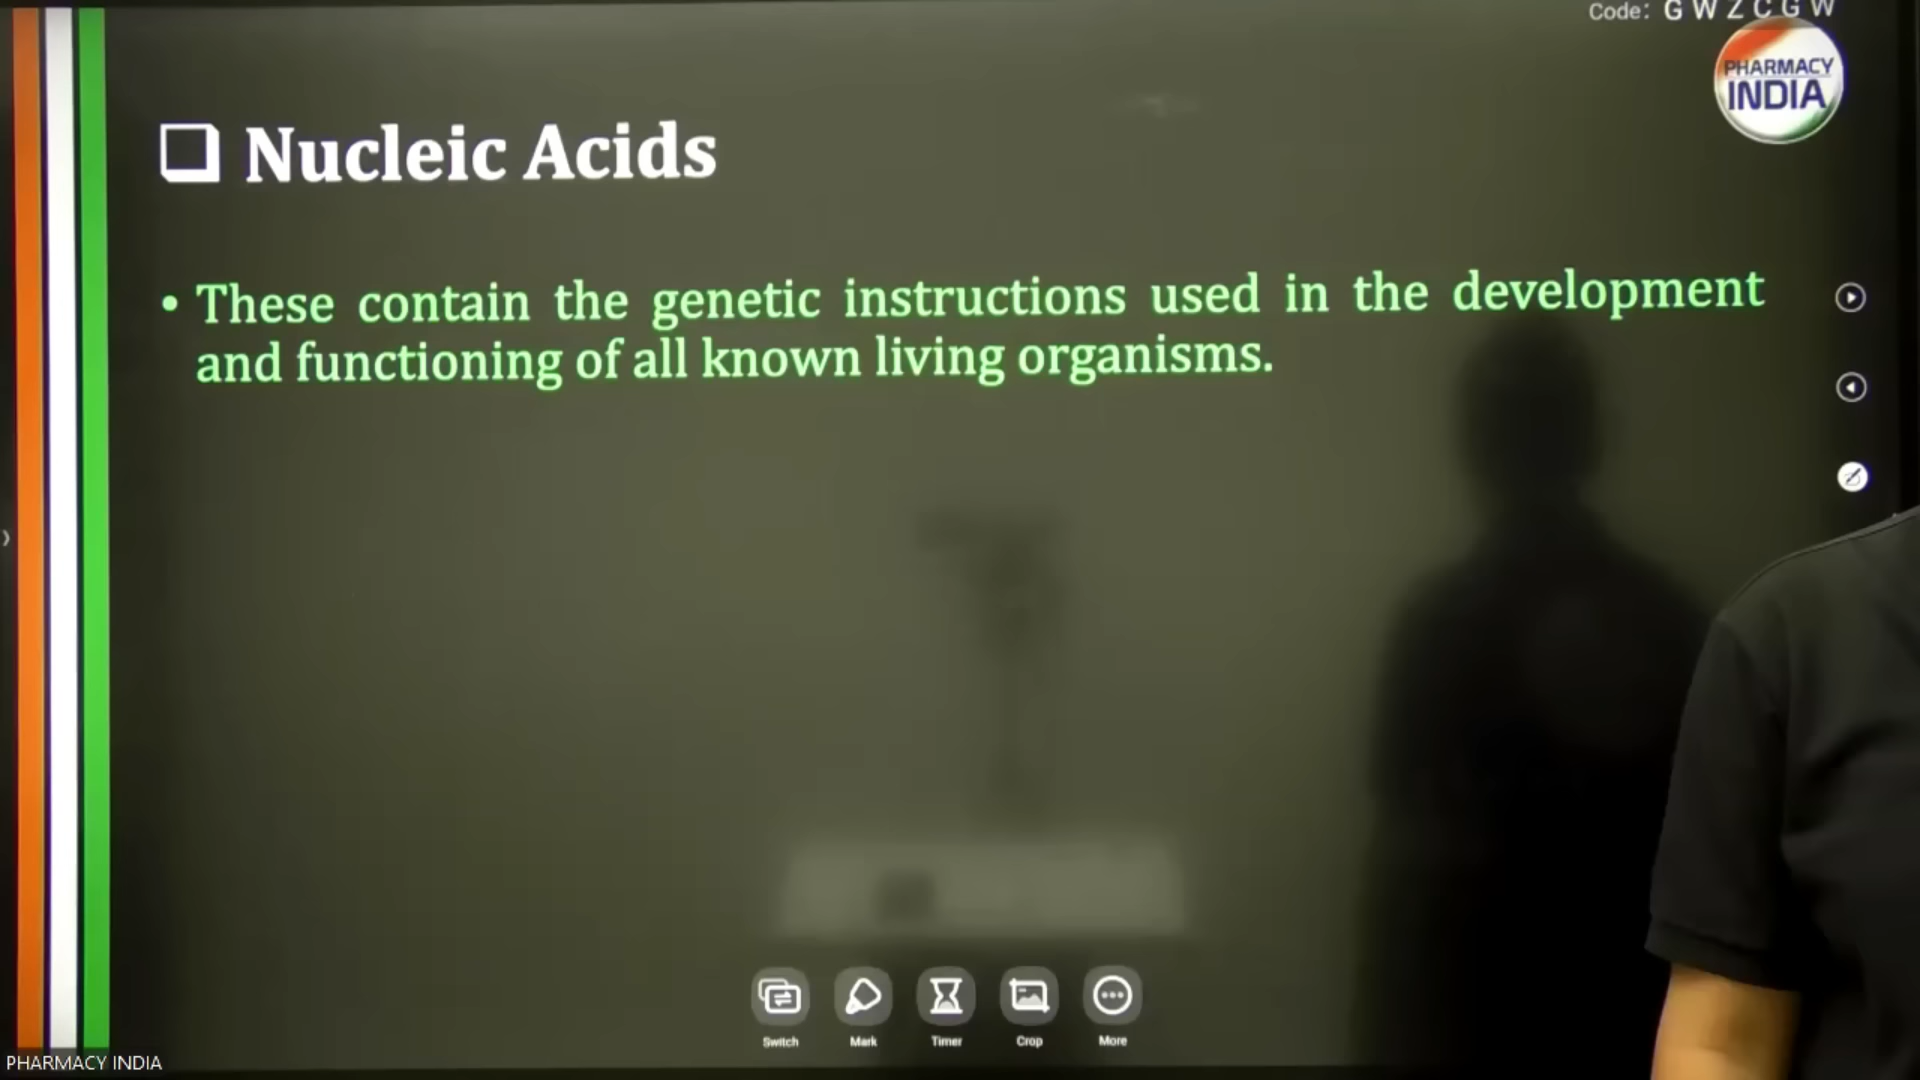 Code: G W Z C G W
PHARMACY
INDIA
❑ Nucleic Acids
• These contain the genetic instructions used in the development
and functioning of all known living organisms.
Switch
Mark
Timer
Crop
More
PHARMACY INDIA